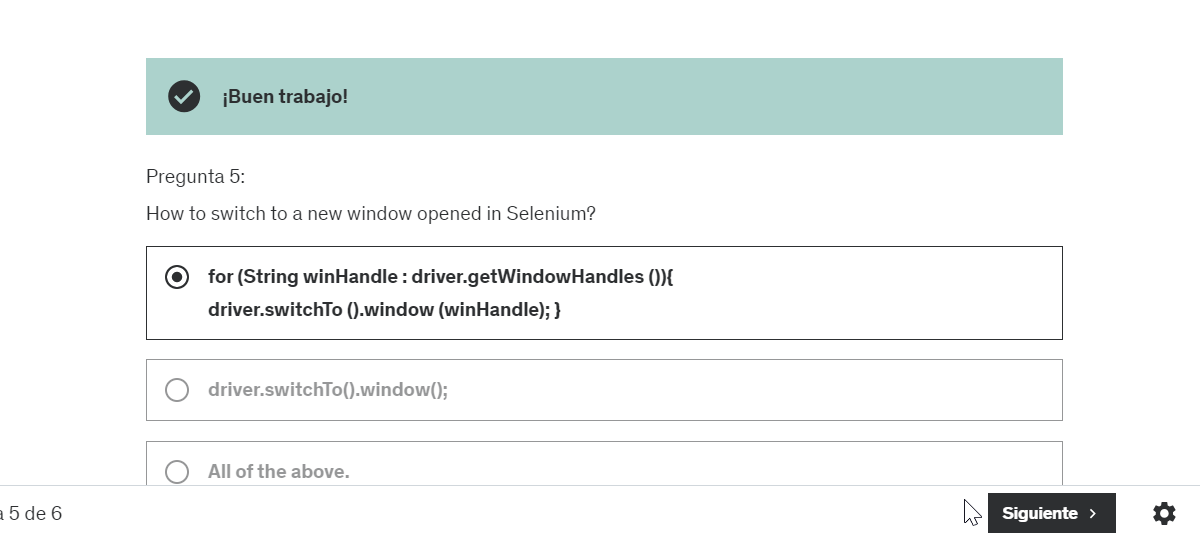 ¡Buen trabajo!
Pregunta 5:
How to switch to a new window opened in Selenium?
for (String winHandle : driver.getWindowHandles ()){
driver.switchTo ().window (winHandle); }
driver.switchTo().window();
All of the above.
a 5 de 6
Siguiente